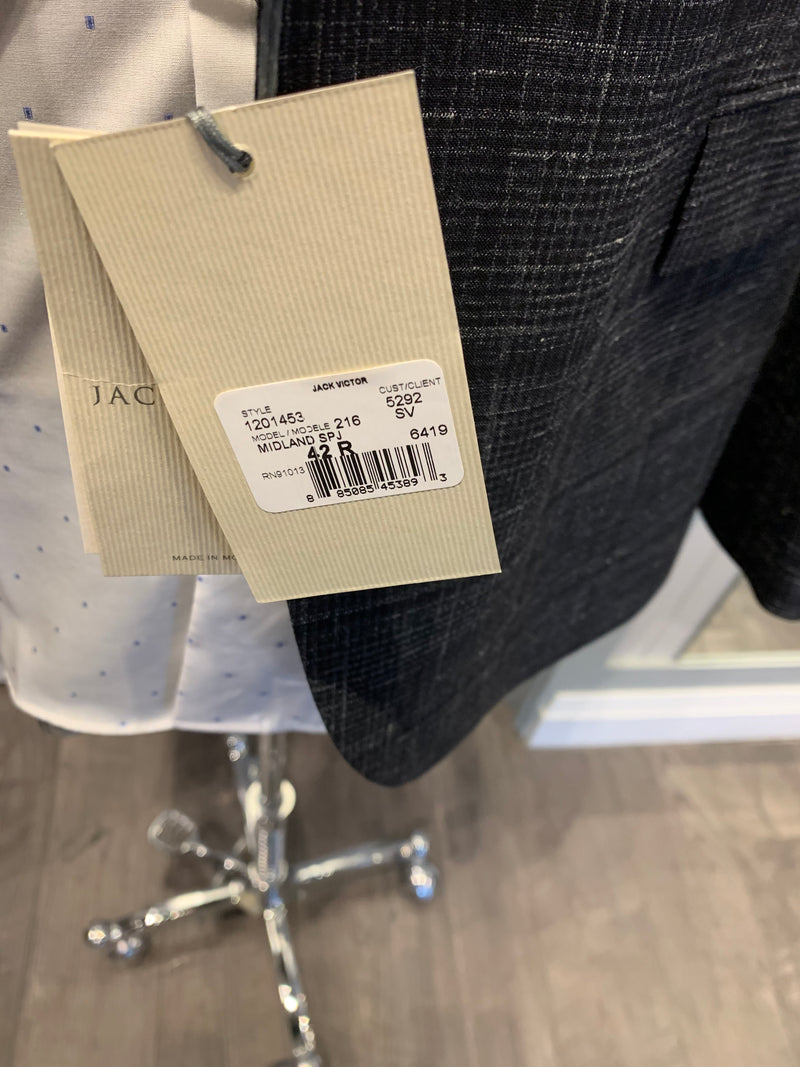 JACK VICTOR
STYLE
CUST/CLIENT
1201453
5292
MODEL / MODELE 216
SV
MIDLAND SPJ
6419
42 R
RN91013
8 85085 45389 3
JAC
MADE IN MO